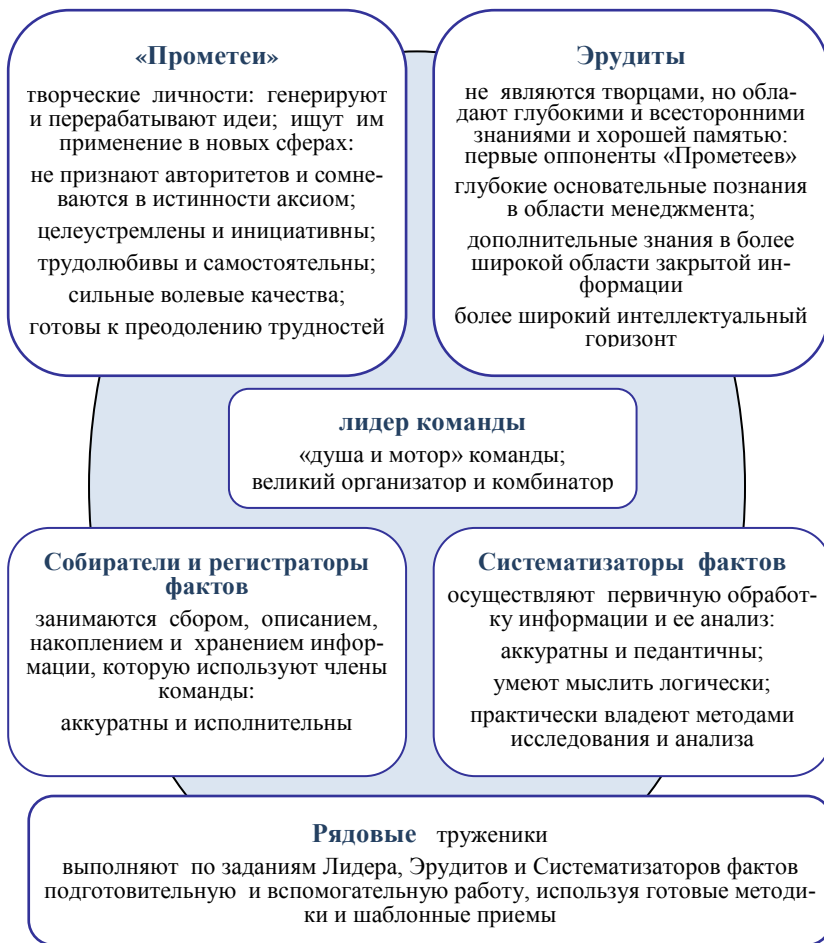 «Прометеи»
творческие личности: генерируют
и перерабатывают идеи; ищут им
применение в новых сферах:
не признают авторитетов и сомне-
ваются в истинности аксиом;
целеустремлены и инициативны;
трудолюбивы и самостоятельны;
сильные волевые качества;
готовы к преодолению трудностей
Эрудиты
не являются творцами, но обла-
дают глубокими и всесторонними
знаниями и хорошей памятью:
первые оппоненты «Прометеев»
глубокие основательные познания
в области менеджмента;
дополнительные знания в более
широкой области закрытой ин-
формации
более широкий интеллектуальный
горизонт
лидер команды
«душа и мотор» команды;
великий организатор и комбинатор
Собиратели и регистраторы
фактов
занимаются сбором, описанием,
накоплением и хранением инфор-
мации, которую используют члены
команды:
аккуратны и исполнительны
Систематизаторы фактов
осуществляют первичную обработ-
ку информации и ее анализ:
аккуратны и педантичны;
умеют мыслить логически;
практически владеют методами
исследования и анализа
Рядовые труженики
выполняют по заданиям Лидера, Эрудитов и Систематизаторов фактов
подготовительную и вспомогательную работу, используя готовые методи-
ки и шаблонные приемы